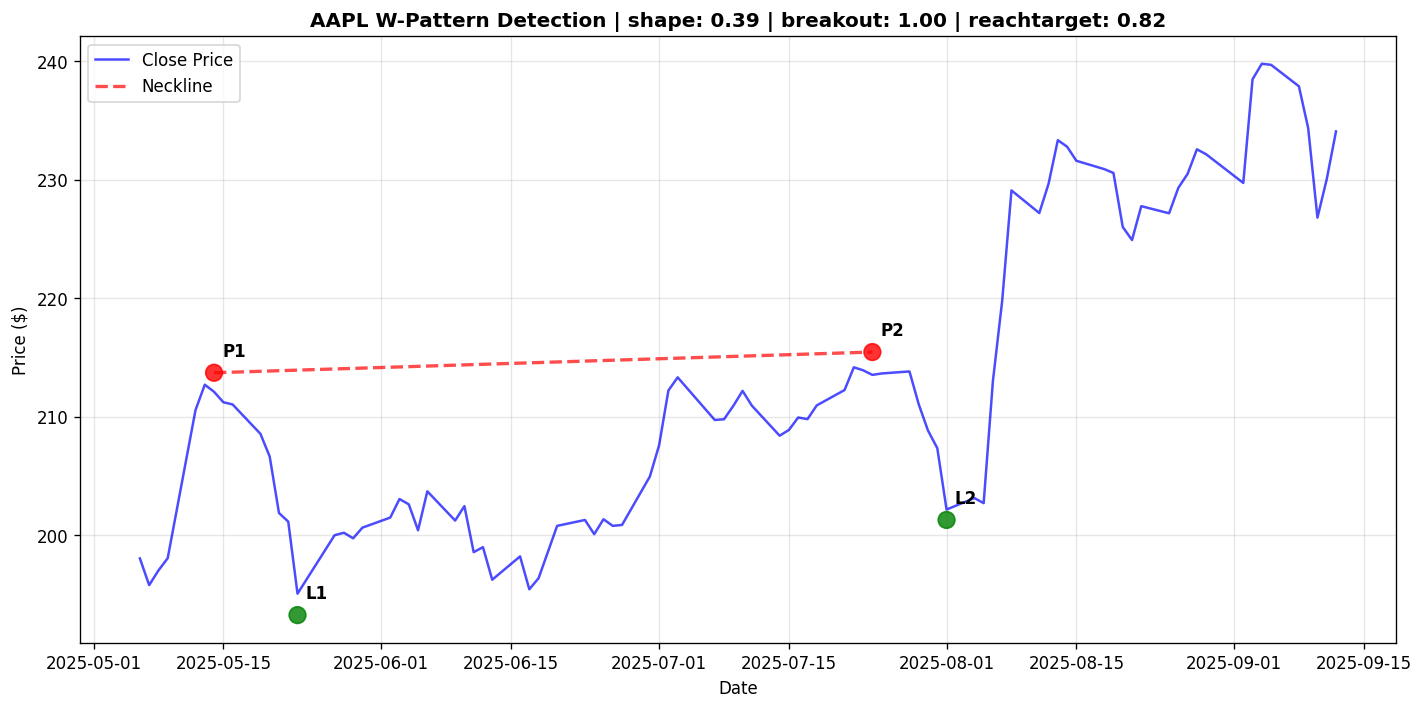 AAPL W-Pattern Detection | shape: 0.39 | breakout: 1.00 | reachtarget: 0.82
Close Price
Neckline
240
230
220
210
200
Price ($)
P1
P2
L1
L2
2025-05-01 2025-05-15 2025-06-01 2025-06-15 2025-07-01 2025-07-15 2025-08-01 2025-08-15 2025-09-01 2025-09-15
Date